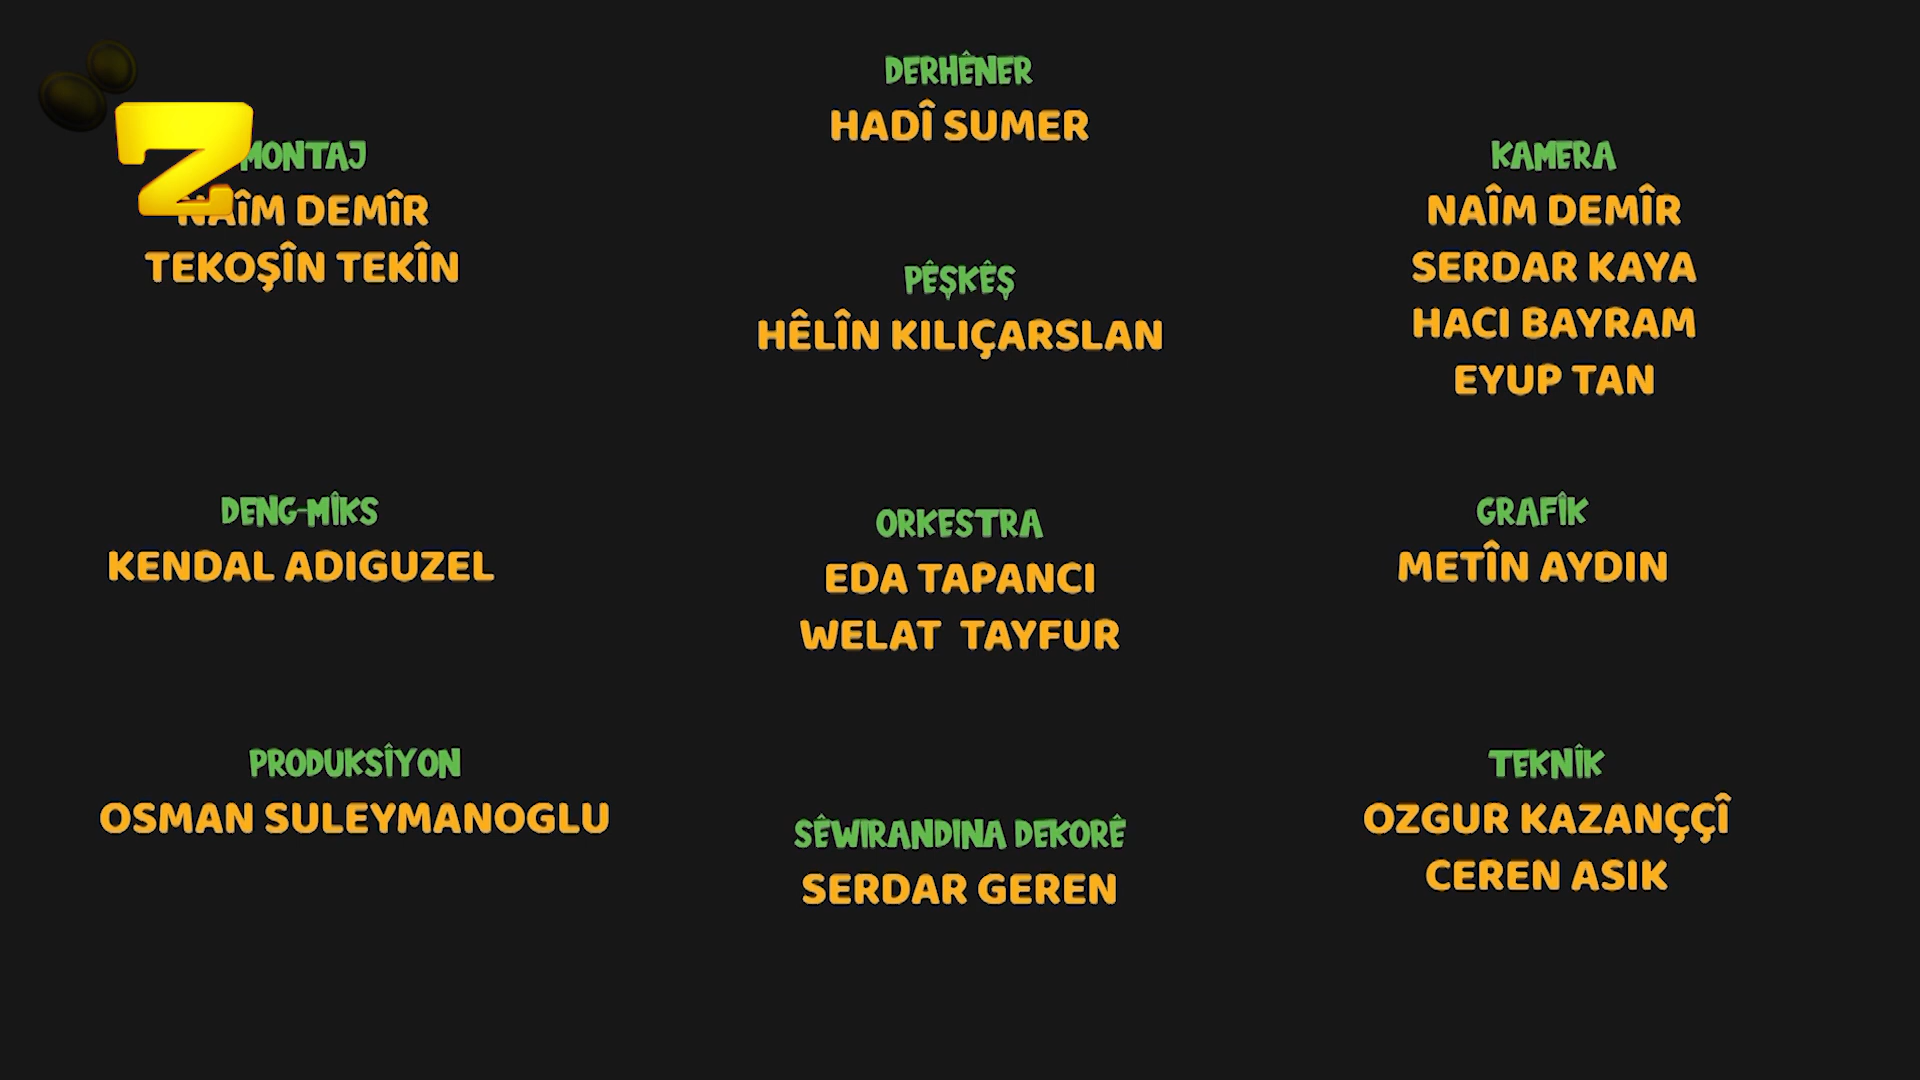 DERHÊNER
HADÎ SUMER
MONTAJ
NAÎM DEMÎR
TEKOŞÎN TEKÎN
KAMERA
NAÎM DEMÎR
SERDAR KAYA
HACI BAYRAM
EYUP TAN
PÊŞKÊŞ
HÊLÎN KILIÇARSLAN
DENG-MÎKS
KENDAL ADIGUZEL
ORKESTRA
EDA TAPANCI
WELAT TAYFUR
GRAFÎK
METÎN AYDIN
PRODUKSÎYON
OSMAN SULEYMANOGLU
SÊWIRANDINA DEKORÊ
SERDAR GEREN
TEKNÎK
OZGUR KAZANÇÇÎ
CEREN ASIK
Z